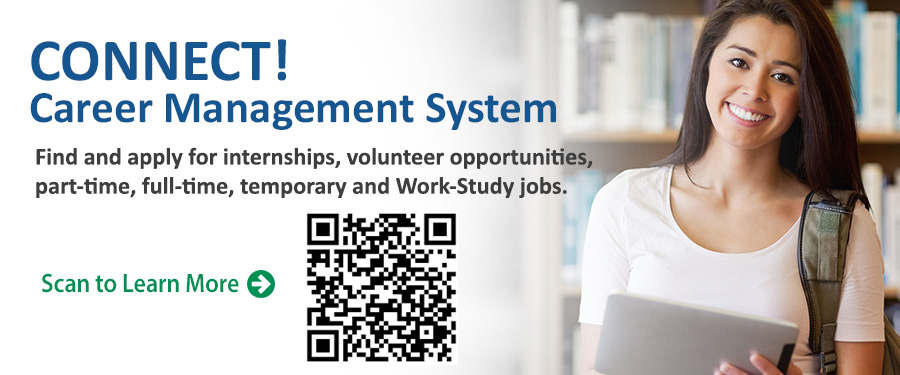 CONNECT!
Career Management System
Find and apply for internships, volunteer opportunities,
part-time, full-time, temporary and Work-Study jobs.
Scan to Learn More